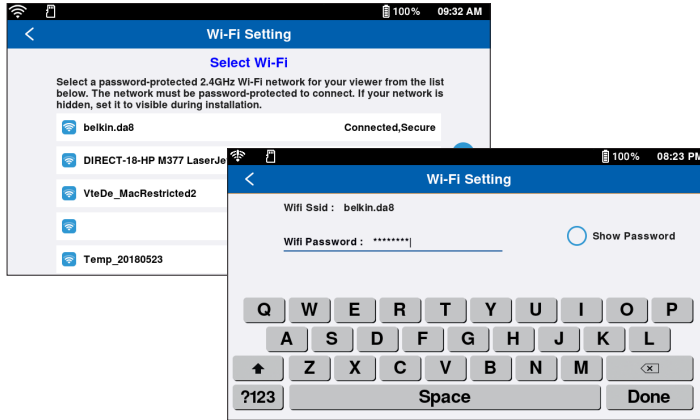 100% 09:32 AM
Wi-Fi Setting
Select Wi-Fi
Select a password-protected 2.4GHz Wi-Fi network for your viewer from the list
below. The network must be password-protected to connect. If your network is
hidden, set it to visible during installation.
belkin.da8 Connected,Secure
DIRECT-18-HP M377 LaserJe
VteDe_MacRestricted2
Temp_20180523
100% 08:23 PM
Wi-Fi Setting
Wifi Ssid : belkin.da8
Wifi Password : ********|
Show Password
Q W E R T Y U I O P
A S D F G H J K L
Z X C V B N M
?123 Space Done